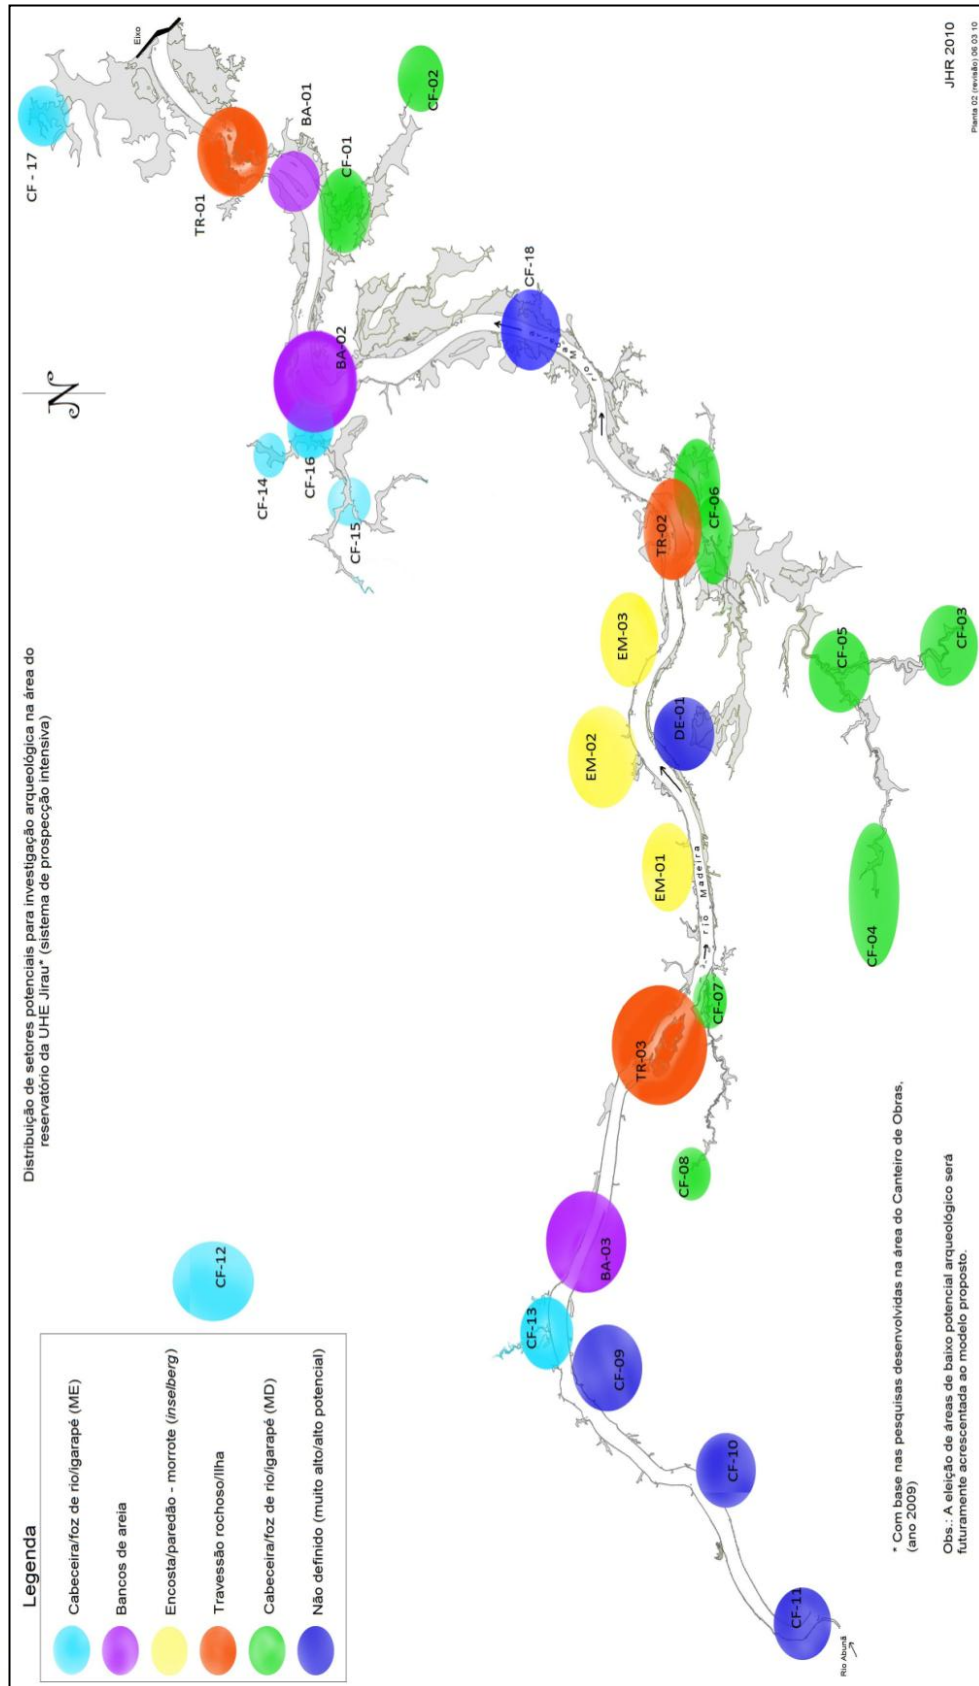 Distribuição de setores potenciais para investigação arqueológica na área do
reservatório da UHE Jirau* (sistema de prospecção intensiva)
Legenda
Cabeceira/foz de rio/igarapé (ME)
Bancos de areia
Encosta/paredão - morrote (inselberg)
Travessão rochoso/Ilha
Cabeceira/foz de rio/igarapé (MD)
Não definido (muito alto/alto potencial)
N
Eixo
CF - 17
TR-01
BA-01
CF-01
CF-02
BA-02
CF-14
CF-16
CF-15
CF-18
rio Madeira
TR-02
CF-06
EM-03
EM-02
DE-01
EM-01
rio Madeira
CF-05
CF-03
CF-04
CF-07
TR-03
CF-08
BA-03
CF-12
CF-13
CF-09
CF-10
CF-11
Rio Abunã
* Com base nas pesquisas desenvolvidas na área do Canteiro de Obras.
(ano 2009)
Obs.: A eleição de áreas de baixo potencial arqueológico será
futuramente acrescentada ao modelo proposto.
JHR 2010
Planta 02 (revisão) 06 03 10